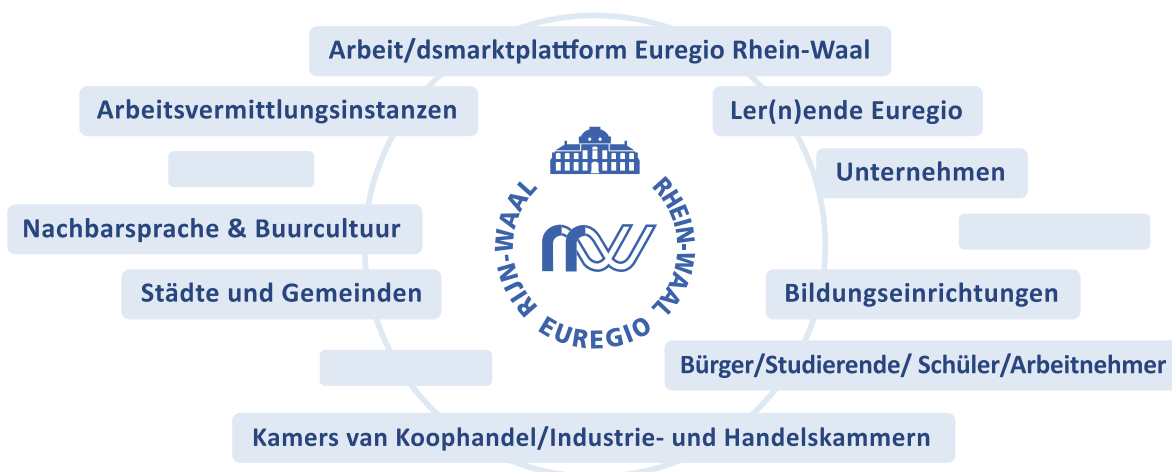 Arbeit/dsmarktplattform Euregio Rhein-Waal
Arbeitsvermittlungsinstanzen
Ler(n)ende Euregio
Unternehmen
Nachbarsprache & Buurcultuur
Städte und Gemeinden
Bildungseinrichtungen
Bürger/Studierende/ Schüler/Arbeitnehmer
Kamers van Koophandel/Industrie- und Handelskammern
RIJN-WAAL
EUREGIO
RHEIN-WAAL